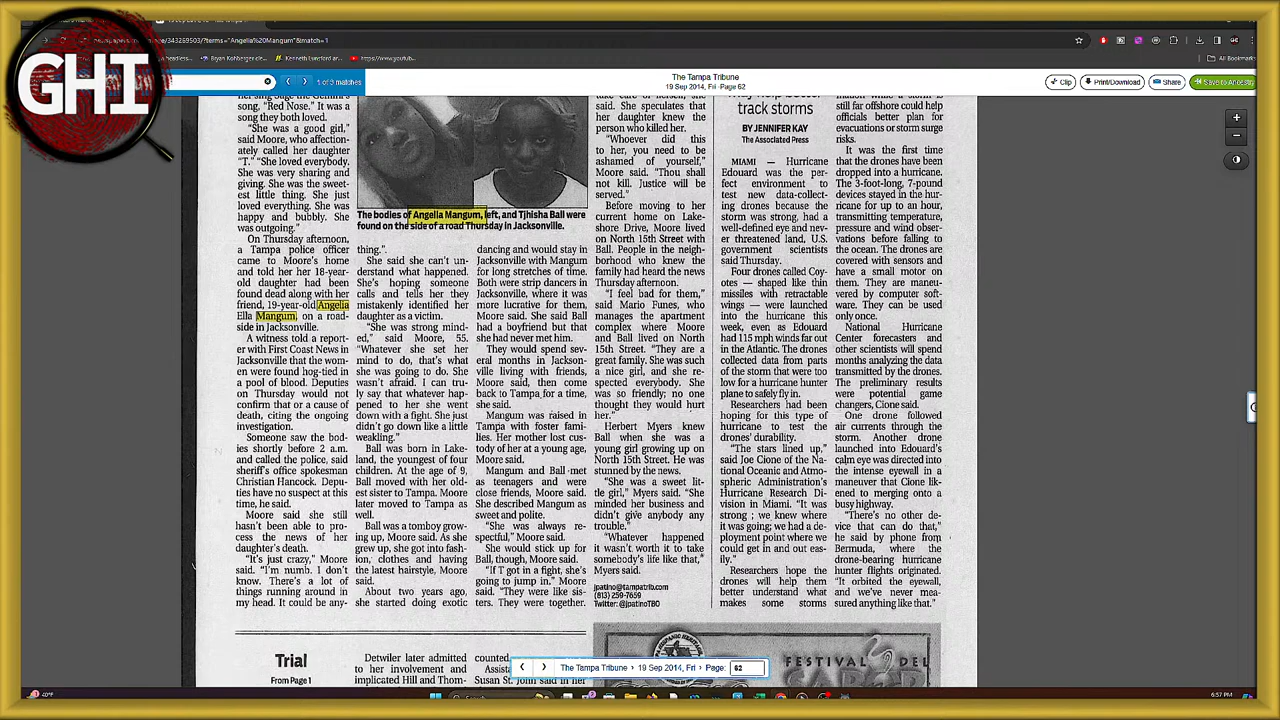 GHI
343269503/?terms="Angelia%20Mangum"&match=1
Bryan Kohberger cle...
Kenneth Lunsford ar...
https://www.youtub...
All Bookmarks
1 of 3 matches
The Tampa Tribune
19 Sep 2014, Fri · Page 62
Clip
Print/Download
Share
Save to Ancestry
song, "Red Nose." It was a
song they both loved.
"She was a good girl,"
said Moore, who affection-
ately called her daughter
"T." "She loved everybody.
She was very sharing and
giving. She was the sweet-
est little thing. She just
loved everything. She was
happy and bubbly. She
was outgoing."
On Thursday afternoon,
a Tampa police officer
came to Moore's home
and told her her 18-year-
old daughter had been
found dead along with her
friend, 19-year-old Angelia
Ella Mangum, on a road-
side in Jacksonville.
A witness told a report-
er with First Coast News in
Jacksonville that the wom-
en were found hog-tied in
a pool of blood. Deputies
on Thursday would not
confirm that or a cause of
death, citing the ongoing
investigation.
Someone saw the bod-
ies shortly before 2 a.m.
and called the police, said
sheriff's office spokesman
Christian Hancock. Depu-
ties have no suspect at this
time, he said.
Moore said she still
hasn't been able to pro-
cess the news of her
daughter's death.
"It's just crazy," Moore
said. "I'm numb. I don't
know. There's a lot of
things running around in
my head. It could be any-
The bodies of Angelia Mangum, left, and Tjhisha Ball were
found on the side of a road Thursday in Jacksonville.
thing".
She said she can't un-
derstand what happened.
She's hoping someone
calls and tells her they
mistakenly identified her
daughter as a victim.
"She was strong mind-
ed," said Moore, 55.
"Whatever she set her
mind to do, that's what
she was going to do. She
wasn't afraid. I can tru-
ly say that whatever hap-
pened to her she went
down with a fight. She just
didn't go down like a little
weakling."
Ball was born in Lake-
land, the youngest of four
children. At the age of 9,
Ball moved with her old-
est sister to Tampa. Moore
later moved to Tampa as
well.
Ball was a tomboy grow-
ing up, Moore said. As she
grew up, she got into fash-
ion, clothes and having
the latest hairstyle, Moore
said.
About two years ago,
she started doing exotic
dancing and would stay in
Jacksonville with Mangum
for long stretches of time.
Both were strip dancers in
Jacksonville, where it was
more lucrative for them,
Moore said. She said Ball
had a boyfriend but that
she had never met him.
They would spend sev-
eral months in Jackson-
ville living with friends,
Moore said, then come
back to Tampa for a time,
she said.
Mangum was raised in
Tampa with foster fami-
lies. Her mother lost cus-
tody of her at a young age,
Moore said.
Mangum and Ball met
as teenagers and were
close friends, Moore said.
She described Mangum as
sweet and polite.
"She was always re-
spectful," Moore said.
She would stick up for
Ball, though, Moore said.
"If T got in a fight, she's
going to jump in." Moore
said. "They were like sis-
ters. They were together.
said. She speculates that
her daughter knew the
person who killed her.
"Whoever did this
to her, you need to be
ashamed of yourself,"
Moore said. "Thou shall
not kill. Justice will be
served."
Before moving to her
current home on Lake-
shore Drive, Moore lived
on North 15th Street with
Ball. People in the neigh-
borhood who knew the
family had heard the news
Thursday afternoon.
"I feel bad for them,"
said Mario Funes, who
manages the apartment
complex where Moore
and Ball lived on North
15th Street. "They are a
great family. She was such
a nice girl, and she re-
spected everybody. She
was so friendly; no one
thought they would hurt
her."
Herbert Myers knew
Ball when she was a
young girl growing up on
North 15th Street. He was
stunned by the news.
"She was a sweet lit-
tle girl," Myers said. "She
minded her business and
didn't give anybody any
trouble."
"Whatever happened
it wasn't worth it to take
somebody's life like that,"
Myers said.
jpatino@tampatrib.com
(813) 259-7659
Twitter: @jpatinoTBO
track storms
BY JENNIFER KAY
The Associated Press
MIAMI — Hurricane
Edouard was the per-
fect environment to
test new data-collect-
ing drones because the
storm was strong, had a
well-defined eye and nev-
er threatened land, U.S.
government scientists
said Thursday.
Four drones called Coy-
otes — shaped like thin
missiles with retractable
wings — were launched
into the hurricane this
week, even as Edouard
had 115 mph winds far out
in the Atlantic. The drones
collected data from parts
of the storm that were too
low for a hurricane hunter
plane to safely fly in.
Researchers had been
hoping for this type of
hurricane to test the
drones' durability.
"The stars lined up,"
said Joe Cione of the Na-
tional Oceanic and Atmo-
spheric Administration's
Hurricane Research Di-
vision in Miami. "It was
strong ; we knew where
it was going; we had a de-
ployment point where we
could get in and out eas-
ily."
Researchers hope the
drones will help them
better understand what
makes some storms
still far offshore could help
officials better plan for
evacuations or storm surge
risks.
It was the first time
that the drones have been
dropped into a hurricane.
The 3-foot-long, 7-pound
devices stayed in the hur-
ricane for up to an hour,
transmitting temperature,
pressure and wind obser-
vations before falling to
the ocean. The drones are
covered with sensors and
have a small motor on
them. They are maneu-
vered by computer soft-
ware. They can be used
only once.
National Hurricane
Center forecasters and
other scientists will spend
months analyzing the data
transmitted by the drones.
The preliminary results
were potential game
changers, Cione said.
One drone followed
air currents through the
storm. Another drone
launched into Edouard's
calm eye was directed into
the intense eyewall in a
maneuver that Cione lik-
ened to merging onto a
busy highway.
"There's no other de-
vice that can do that,"
he said by phone from
Bermuda, where the
drone-bearing hurricane
hunter flights originated.
"It orbited the eyewall,
and we've never mea-
sured anything like that."
Trial
From Page 1
Detwiler later admitted
to her involvement and
implicated Hill and Thom-
counted
Susan St. John said in her
FESTIVAL DEL
The Tampa Tribune › 19 Sep 2014, Fri › Page: 62
40°F
6:57 PM